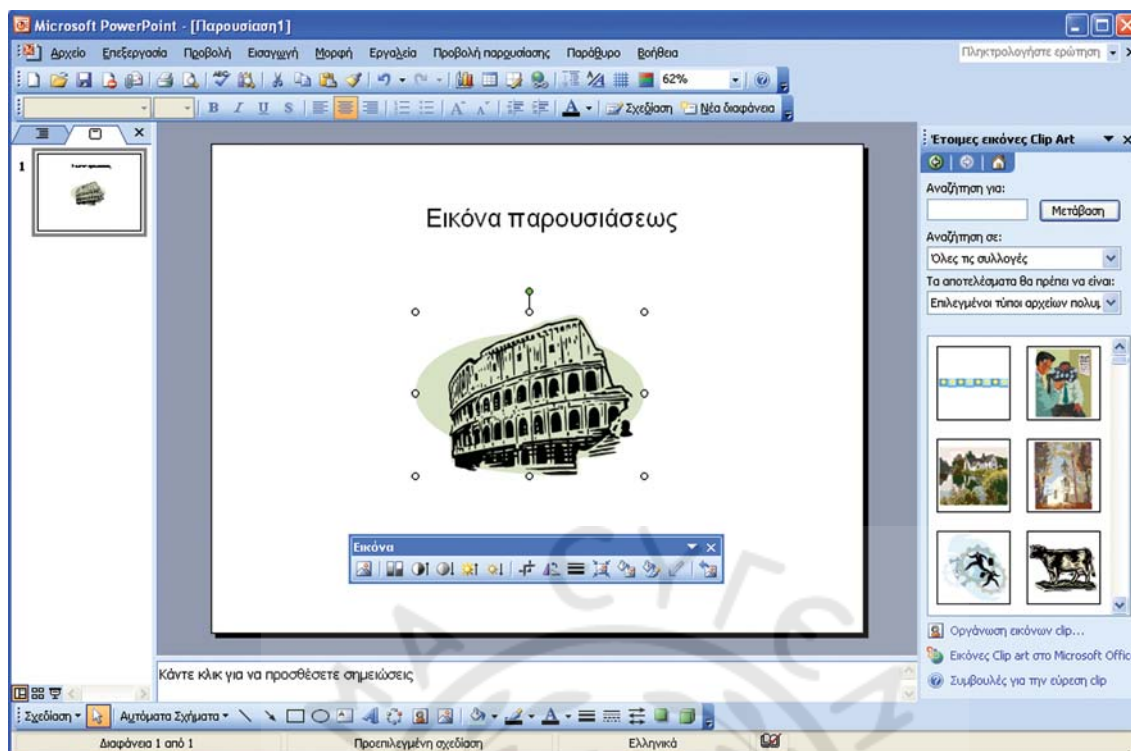 Microsoft PowerPoint - [Παρουσίαση1]
Αρχείο Επεξεργασία Προβολή Εισαγωγή Μορφή Εργαλεία Προβολή παρουσίασης Παράθυρο Βοήθεια Πληκτρολογήστε ερώτηση
62%
B I U S A A A Σχεδίαση Νέα διαφάνεια
1
Εικόνα παρουσιάσεως
Εικόνα
Κάντε κλικ για να προσθέσετε σημειώσεις
Έτοιμες εικόνες Clip Art
Αναζήτηση για:
Μετάβαση
Αναζήτηση σε:
Όλες τις συλλογές
Τα αποτελέσματα θα πρέπει να είναι:
Επιλεγμένοι τύποι αρχείων πολυμ
Οργάνωση εικόνων clip...
Εικόνες Clip art στο Microsoft Office
Συμβουλές για την εύρεση clip
Σχεδίαση Αυτόματα Σχήματα A
Διαφάνεια 1 από 1 Προεπιλεγμένη σχεδίαση Ελληνικά